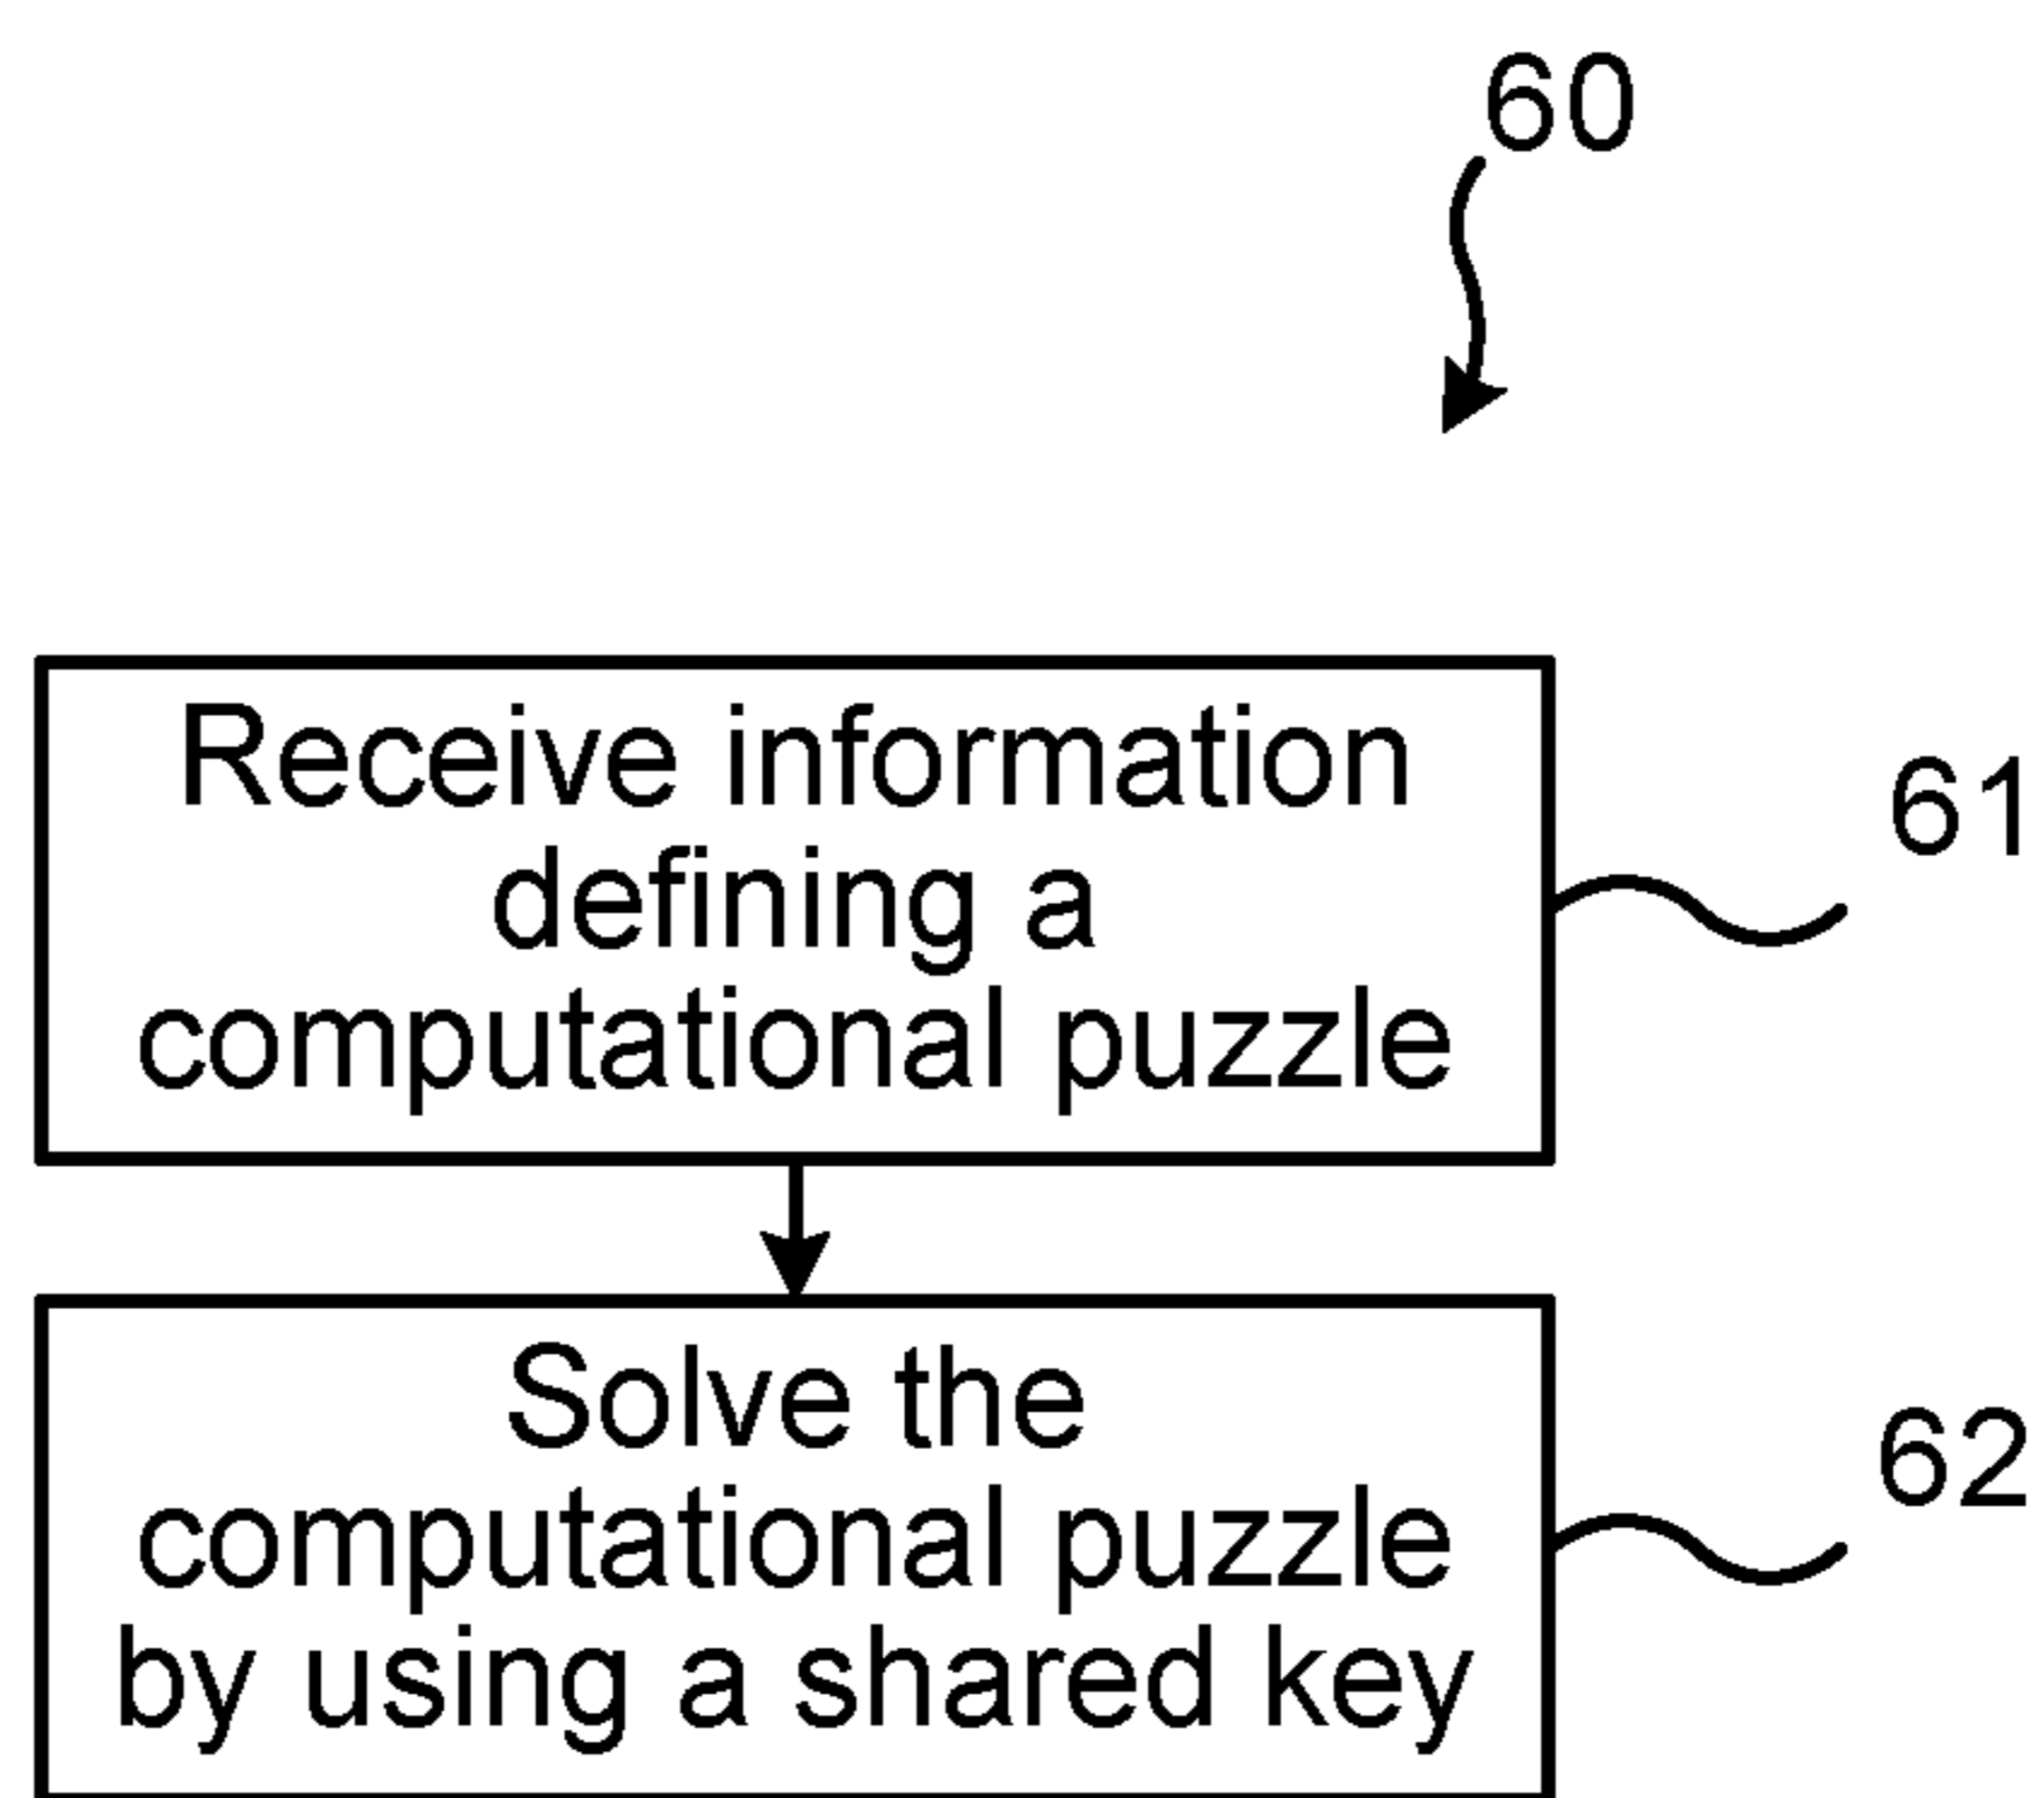 60
Receive information
defining a
computational puzzle
61
Solve the
computational puzzle
by using a shared key
62